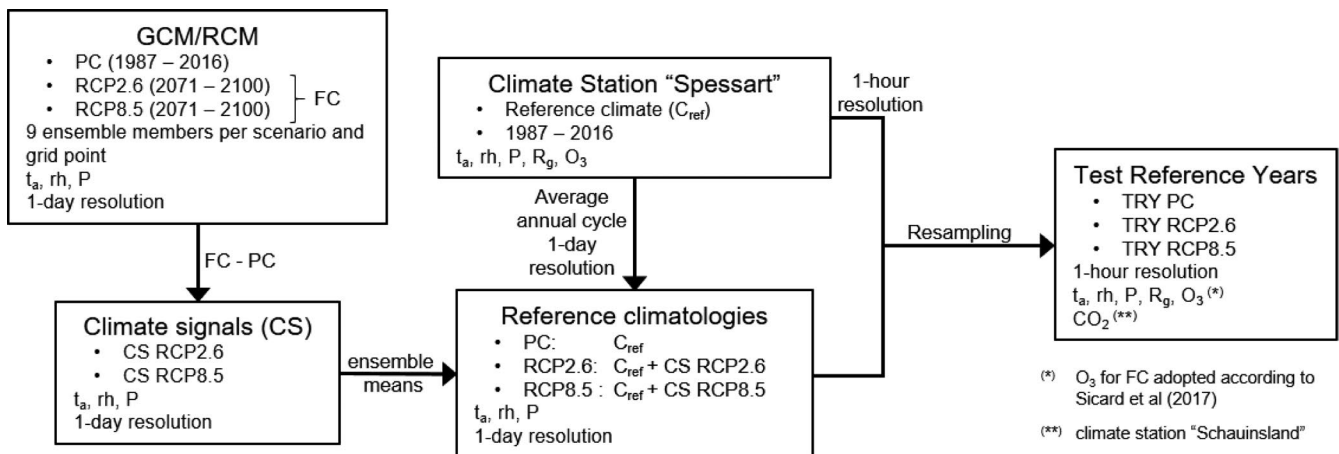 GCM/RCM
• PC (1987 – 2016)
• RCP2.6 (2071 – 2100)
• RCP8.5 (2071 – 2100)
FC
9 ensemble members per scenario and
grid point
tₐ, rh, P
1-day resolution
FC - PC
Climate signals (CS)
• CS RCP2.6
• CS RCP8.5
tₐ, rh, P
1-day resolution
ensemble
means
Climate Station “Spessart”
• Reference climate (C_ref)
• 1987 – 2016
tₐ, rh, P, R_g, O₃
Average
annual cycle
1-day
resolution
Reference climatologies
• PC: C_ref
• RCP2.6: C_ref + CS RCP2.6
• RCP8.5 : C_ref + CS RCP8.5
tₐ, rh, P
1-day resolution
1-hour
resolution
Resampling
Test Reference Years
• TRY PC
• TRY RCP2.6
• TRY RCP8.5
1-hour resolution
tₐ, rh, P, R_g, O₃ (*)
CO₂ (**)
(*) O₃ for FC adopted according to
Sicard et al (2017)
(**) climate station “Schauinsland”